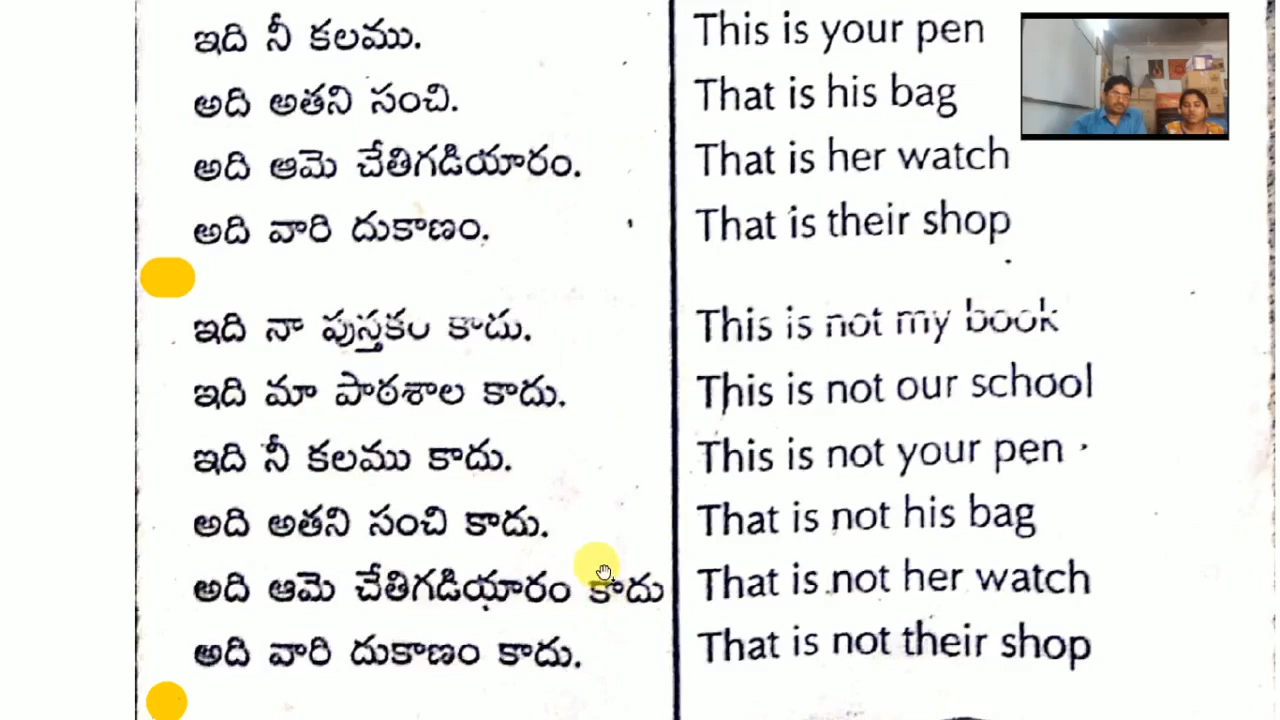 ఇది నీ కలము. This is your pen
అది అతని సంచి. That is his bag
అది ఆమె చేతిగడియారం. That is her watch
అది వారి దుకాణం. That is their shop
ఇది నా పుస్తకం కాదు. This is not my book
ఇది మా పాఠశాల కాదు. This is not our school
ఇది నీ కలము కాదు. This is not your pen
అది అతని సంచి కాదు. That is not his bag
అది ఆమె చేతిగడియారం కాదు That is not her watch
అది వారి దుకాణం కాదు. That is not their shop